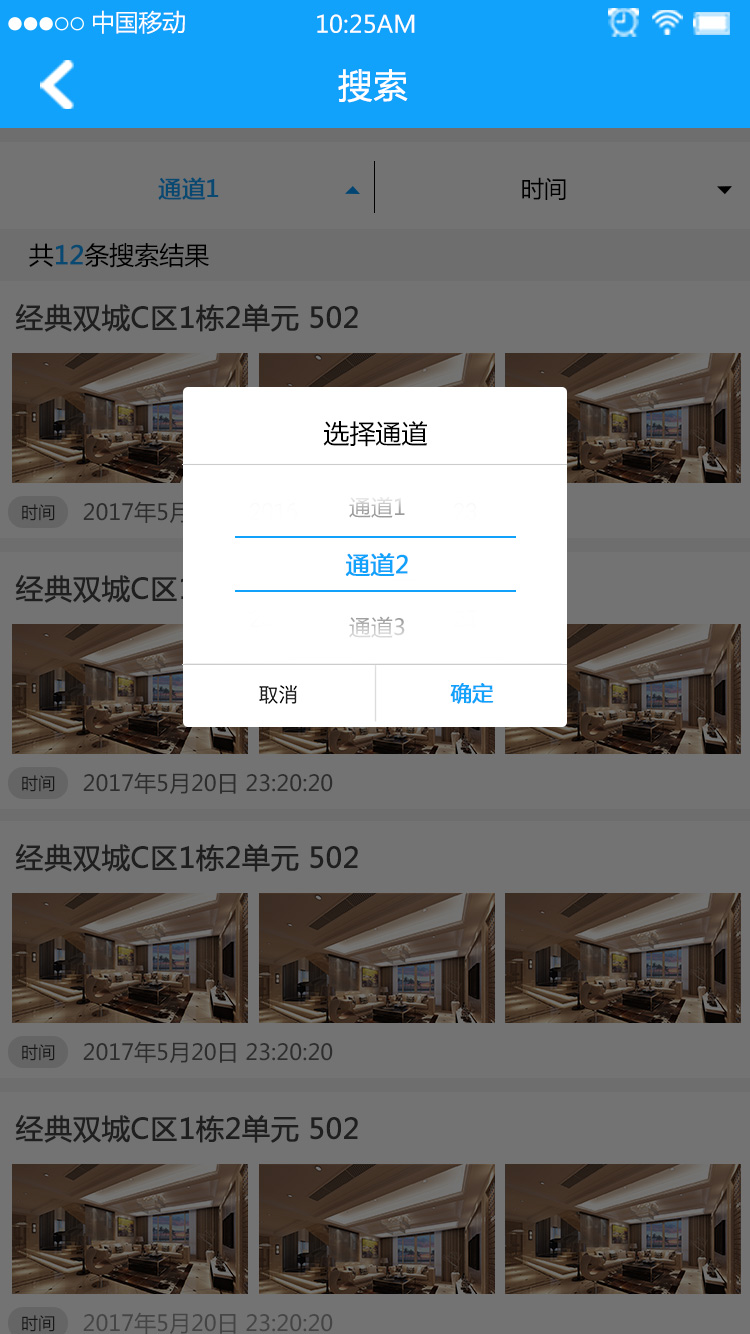 中国移动 10:25AM
搜索
通道1 时间
共12条搜索结果
经典双城C区1栋2单元 502
选择通道
通道1
通道2
通道3
取消 确定
时间 2017年5月
经典双城C区
时间 2017年5月20日 23:20:20
经典双城C区1栋2单元 502
时间 2017年5月20日 23:20:20
经典双城C区1栋2单元 502
时间 2017年5月20日 23:20:20